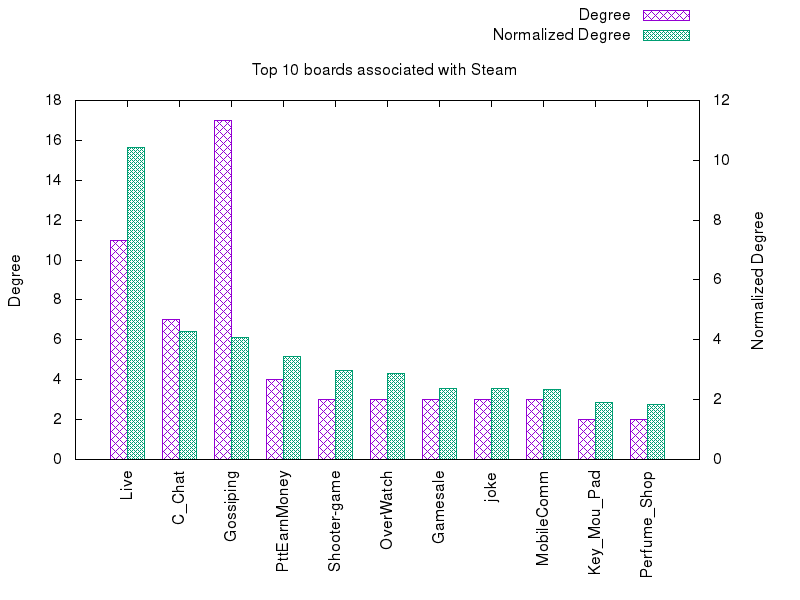 Degree
Normalized Degree
Top 10 boards associated with Steam
18
16
14
12
10
8
6
4
2
0
Degree
12
10
8
6
4
2
0
Normalized Degree
Live
C_Chat
Gossiping
PttEarnMoney
Shooter-game
OverWatch
Gamesale
joke
MobileComm
Key_Mou_Pad
Perfume_Shop